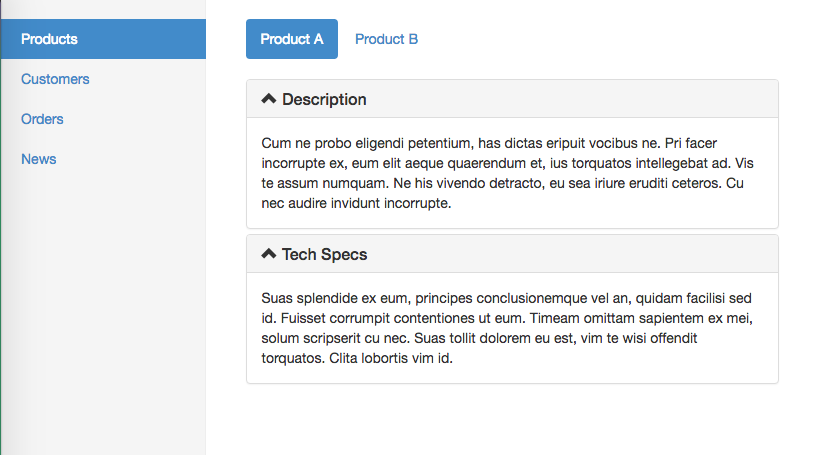 Products
Customers
Orders
News
Product A
Product B
Description
Cum ne probo eligendi petentium, has dictas eripuit vocibus ne. Pri facer
incorrupte ex, eum elit aeque quaerendum et, ius torquatos intellegebat ad. Vis
te assum numquam. Ne his vivendo detracto, eu sea iriure eruditi ceteros. Cu
nec audire invidunt incorrupte.
Tech Specs
Suas splendide ex eum, principes conclusionemque vel an, quidam facilisi sed
id. Fuisset corrumpit contentiones ut eum. Timeam omittam sapientem ex mei,
solum scripserit cu nec. Suas tollit dolorem eu est, vim te wisi offendit
torquatos. Clita lobortis vim id.